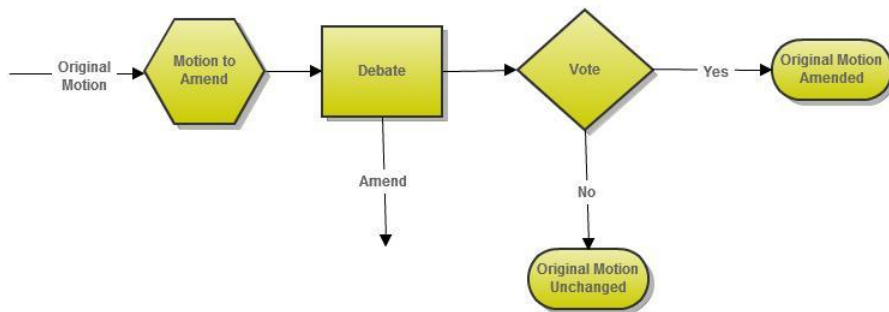 Original
Motion
Motion to
Amend
Debate
Vote
Yes
Original Motion
Amended
Amend
No
Original Motion
Unchanged